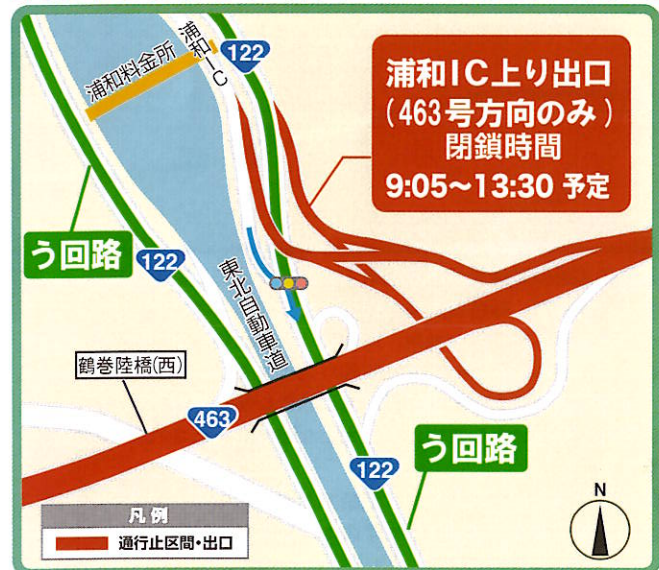 浦和料金所
浦和IC
122
浦和IC上り出口
(463号方向のみ)
閉鎖時間
9:05~13:30 予定
う回路
122
東北自動車道
鶴巻陸橋(西)
463
122
う回路
N
凡例
通行止区間・出口